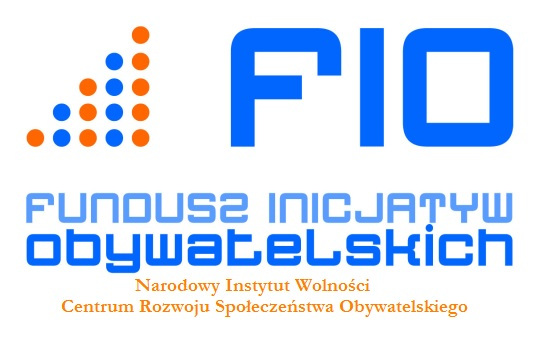 FIO
FUNDUSZ INICJATYW
obywatelskich
Narodowy Instytut Wolności
Centrum Rozwoju Społeczeństwa Obywatelskiego